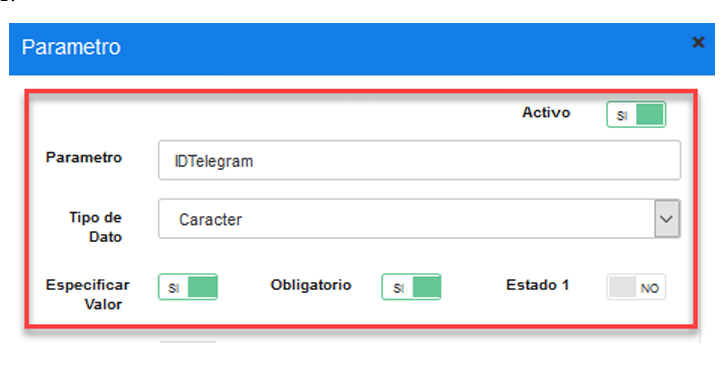 Parametro ×
Activo SI
Parametro IDTelegram
Tipo de Dato Caracter
Especificar Valor SI Obligatorio SI Estado 1 NO